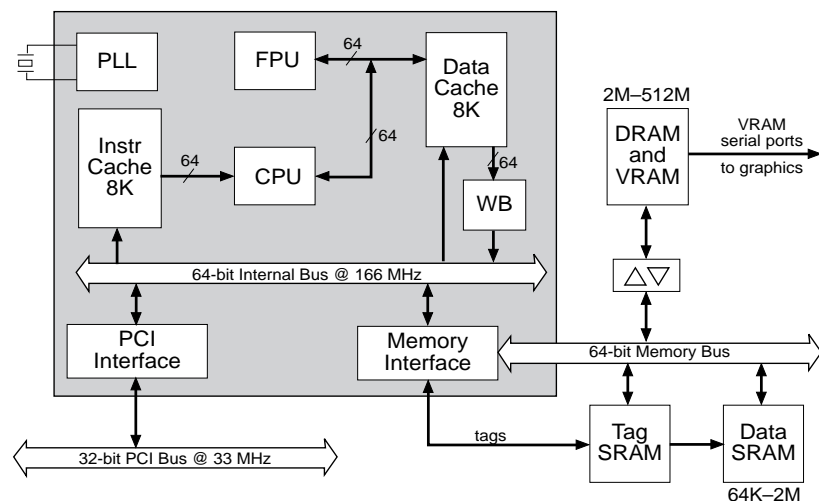 PLL
FPU
64
Data
Cache
8K
Instr
Cache
8K
64
CPU
64
64
WB
2M–512M
DRAM
and
VRAM
VRAM
serial ports
to graphics
64-bit Internal Bus @ 166 MHz
PCI
Interface
Memory
Interface
64-bit Memory Bus
32-bit PCI Bus @ 33 MHz
tags
Tag
SRAM
Data
SRAM
64K–2M